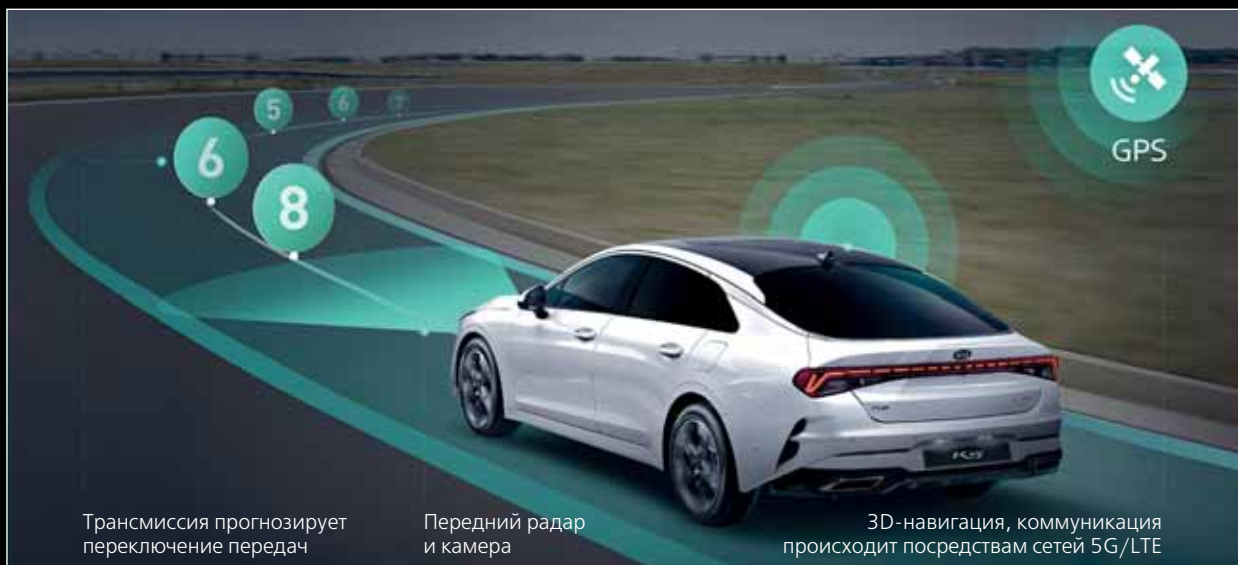 5
6
7
6
8
GPS
K5
Трансмиссия прогнозирует
переключение передач
Передний радар
и камера
3D-навигация, коммуникация
происходит посредствам сетей 5G/LTE